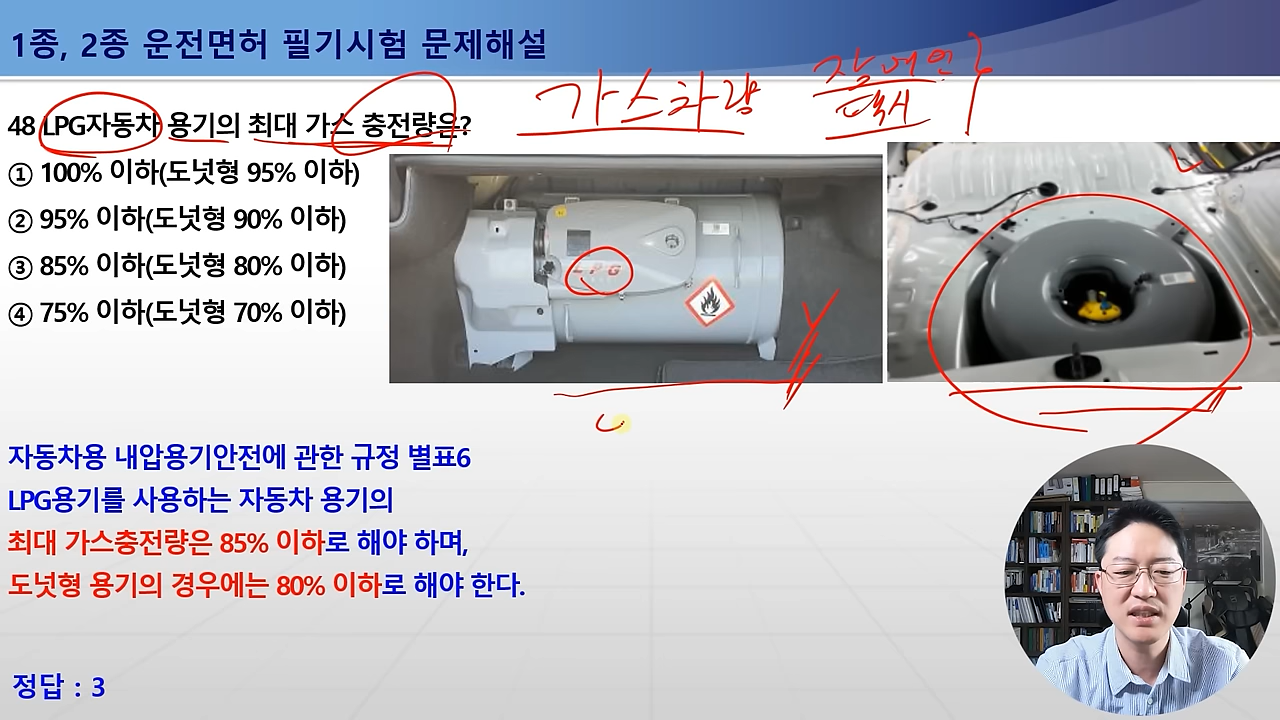 1종, 2종 운전면허 필기시험 문제해설
가스차량
택시
48 LPG자동차 용기의 최대 가스 충전량은?
① 100% 이하(도넛형 95% 이하)
② 95% 이하(도넛형 90% 이하)
③ 85% 이하(도넛형 80% 이하)
④ 75% 이하(도넛형 70% 이하)
LPG
자동차용 내압용기안전에 관한 규정 별표6
LPG용기를 사용하는 자동차 용기의
최대 가스충전량은 85% 이하로 해야 하며,
도넛형 용기의 경우에는 80% 이하로 해야 한다.
정답 : 3